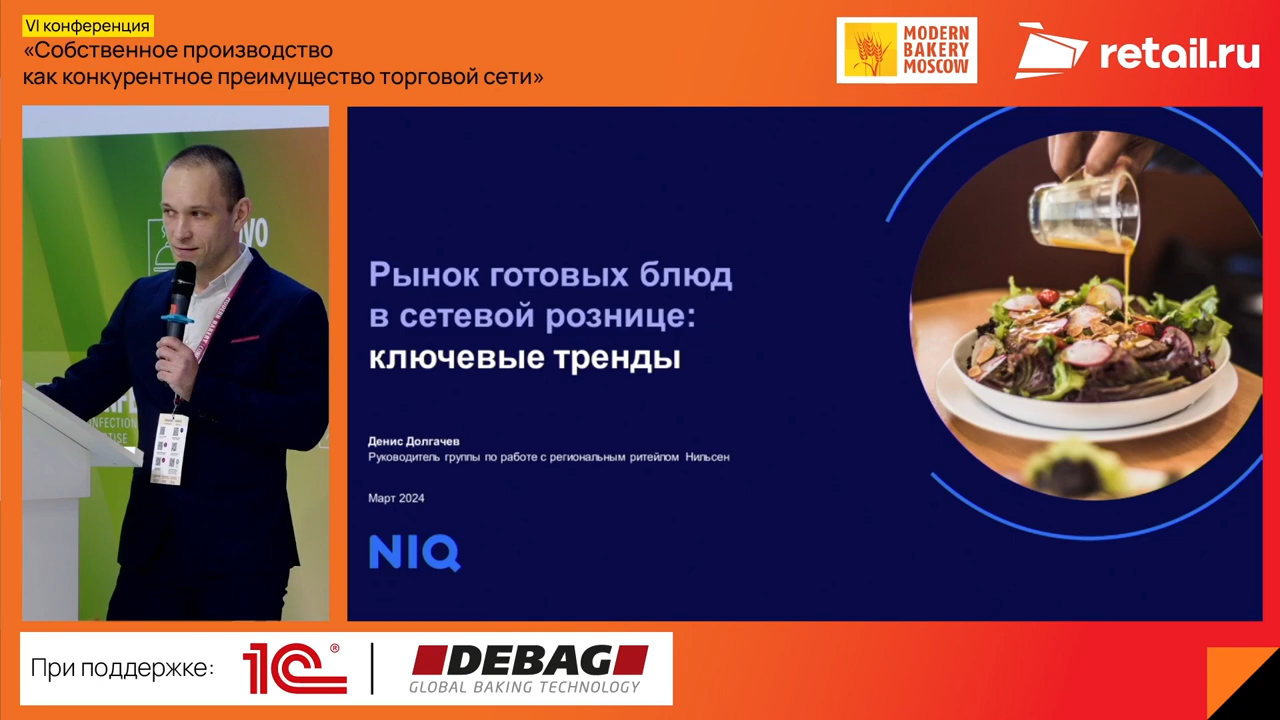 VI конференция
«Собственное производство
как конкурентное преимущество торговой сети»
MODERN
BAKERY
MOSCOW
retail.ru
Рынок готовых блюд
в сетевой рознице:
ключевые тренды
Денис Долгачев
Руководитель группы по работе с региональным ритейлом Нильсен
Март 2024
NIQ
При поддержке:
1С®
DEBAG
GLOBAL BAKING TECHNOLOGY